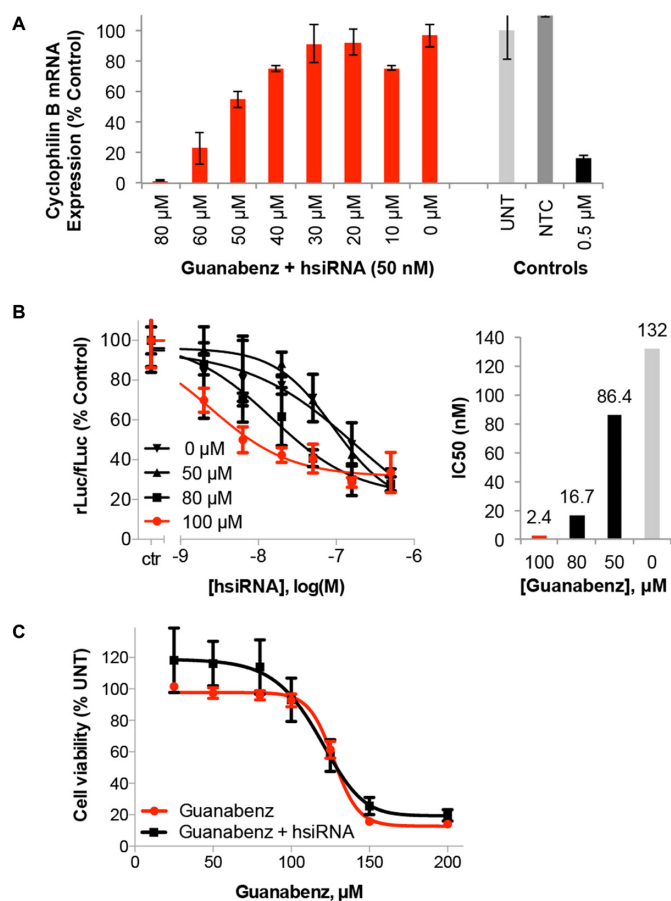 A
Cyclophilin B mRNA
Expression (% Control)
100
80
60
40
20
0
80 µM
60 µM
50 µM
40 µM
30 µM
20 µM
10 µM
0 µM
UNT
NTC
0.5 µM
Guanabenz + hsiRNA (50 nM)
Controls
B
rLuc/fLuc (% Control)
100
80
60
40
20
0
0 µM
50 µM
80 µM
100 µM
ctr
-9
-8
-7
-6
[hsiRNA], log(M)
IC50 (nM)
140
120
100
80
60
40
20
0
2.4
16.7
86.4
132
100
80
50
0
[Guanabenz], µM
C
Cell viability (% UNT)
120
100
80
60
40
20
0
Guanabenz
Guanabenz + hsiRNA
0
50
100
150
200
Guanabenz, µM